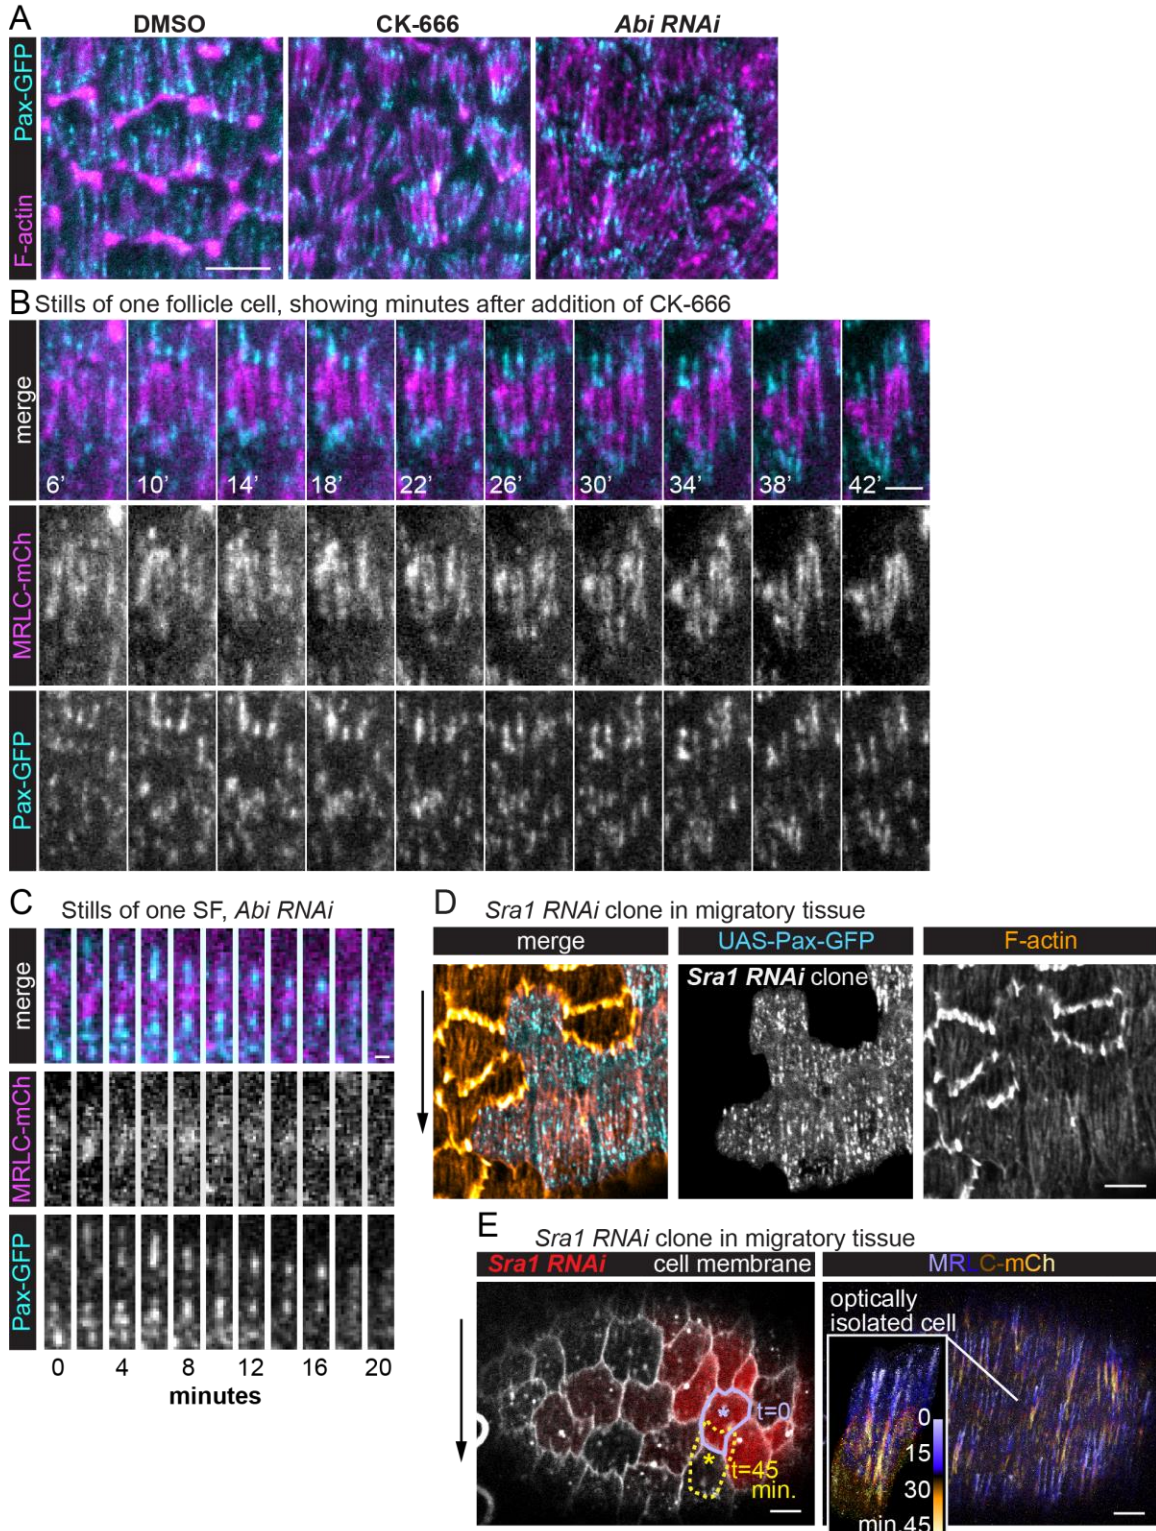 A
DMSO
CK-666
Abi RNAi
Pax-GFP
F-actin
B Stills of one follicle cell, showing minutes after addition of CK-666
merge
6’ 10’ 14’ 18’ 22’ 26’ 30’ 34’ 38’ 42’
MRLC-mCh
Pax-GFP
C Stills of one SF, Abi RNAi
merge
MRLC-mCh
Pax-GFP
0 4 8 12 16 20
minutes
D Sra1 RNAi clone in migratory tissue
merge
UAS-Pax-GFP
F-actin
Sra1 RNAi clone
E Sra1 RNAi clone in migratory tissue
Sra1 RNAi cell membrane
MRLC-mCh
t=0
t=45
min.
optically
isolated cell
0
15
30
min.45